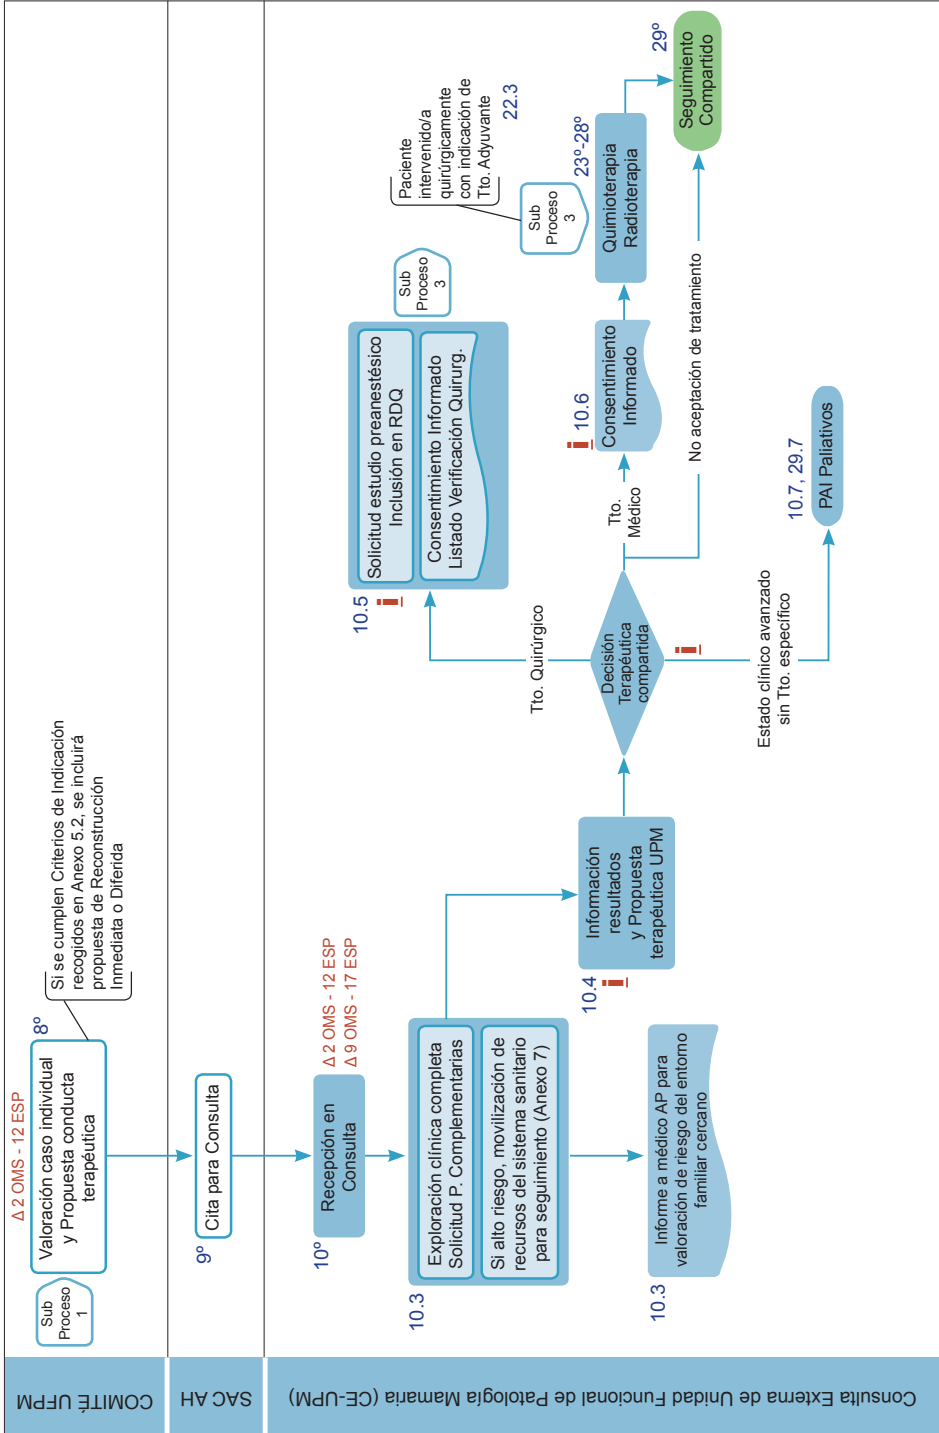 COMITÉ UFPM
Sub
Proceso
1
Δ 2 OMS - 12 ESP
Valoración caso individual
y Propuesta conducta
terapéutica
8º
Si se cumplen Criterios de Indicación
recogidos en Anexo 5.2, se incluirá
propuesta de Reconstrucción
Inmediata o Diferida
SAC AH
9º
Cita para Consulta
Consulta Externa de Unidad Funcional de Patología Mamaria (CE-UPM)
10º
Recepción en
Consulta
Δ 2 OMS - 12 ESP
Δ 9 OMS - 17 ESP
10.3
Exploración clínica completa
Solicitud P. Complementarias
Si alto riesgo, movilización de
recursos del sistema sanitario
para seguimiento (Anexo 7)
10.3
Informe a médico AP para
valoración de riesgo del entorno
familiar cercano
10.4
i
Información
resultados
y Propuesta
terapéutica UPM
Decisión
Terapéutica
compartida
Tto. Quirúrgico
10.5
i
Solicitud estudio preanestésico
Inclusión en RDQ
Consentimiento Informado
Listado Verificación Quirurg.
Sub
Proceso
3
Tto.
Médico
i
10.6
Consentimiento
Informado
Paciente
intervenido/a
quirúrgicamente
con indicación de
Tto. Adyuvante
22.3
Sub
Proceso
3
23º-28º
Quimioterapia
Radioterapia
No aceptación de tratamiento
29º
Seguimiento
Compartido
i
Estado clínico avanzado
sin Tto. específico
10.7, 29.7
PAI Paliativos